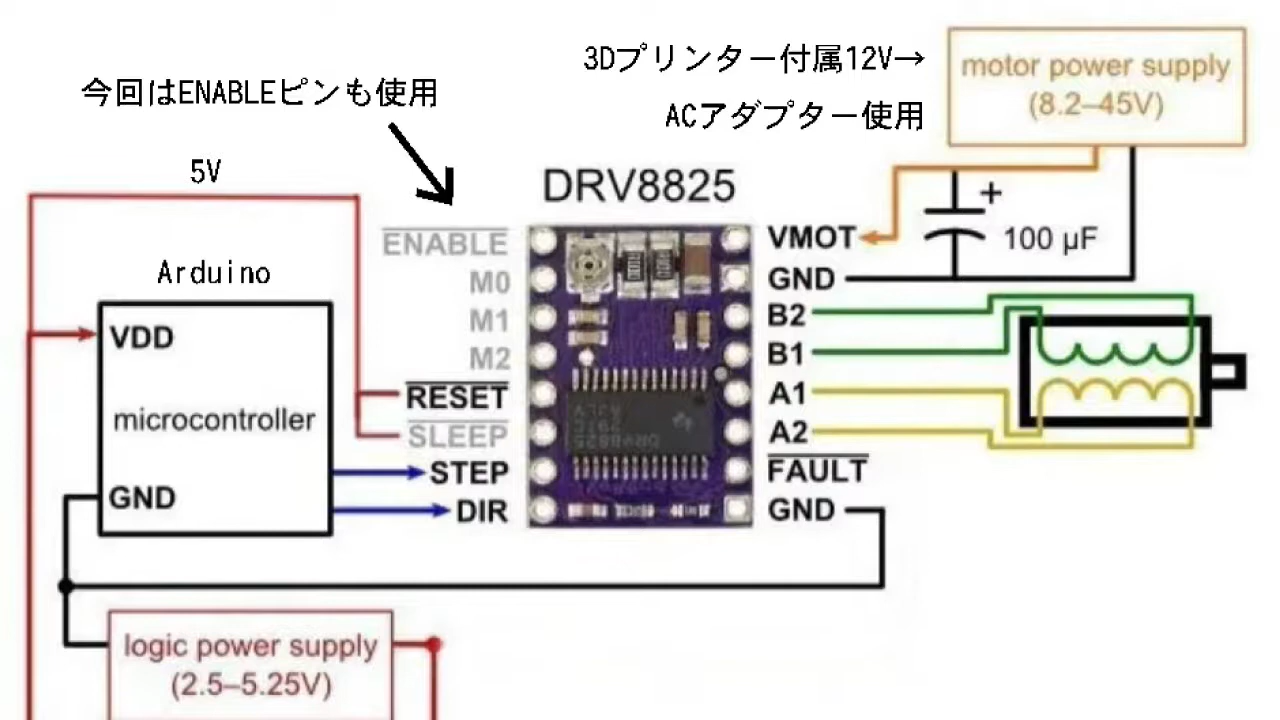 3Dプリンター付属12V→
ACアダプター使用
motor power supply
(8.2–45V)
今回はENABLEピンも使用
5V
DRV8825
+
100 µF
Arduino
VDD
microcontroller
GND
ENABLE
M0
M1
M2
RESET
SLEEP
STEP
DIR
VMOT
GND
B2
B1
A1
A2
FAULT
GND
DRV8825
logic power supply
(2.5–5.25V)